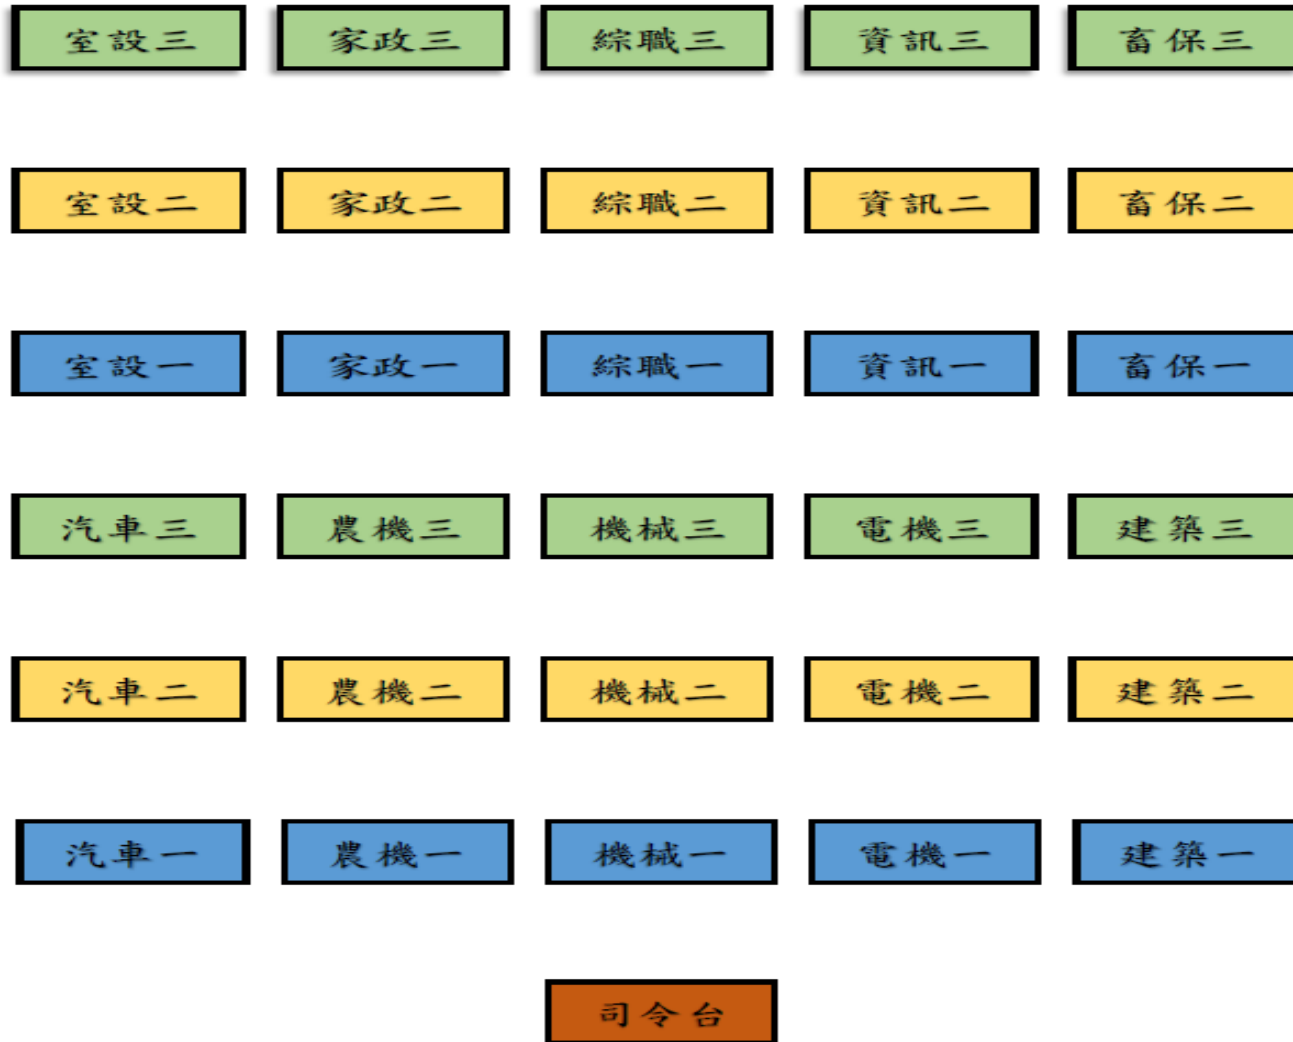 室設三 家政三 綜職三 資訊三 畜保三
室設二 家政二 綜職二 資訊二 畜保二
室設一 家政一 綜職一 資訊一 畜保一
汽車三 農機三 機械三 電機三 建築三
汽車二 農機二 機械二 電機二 建築二
汽車一 農機一 機械一 電機一 建築一
司令台